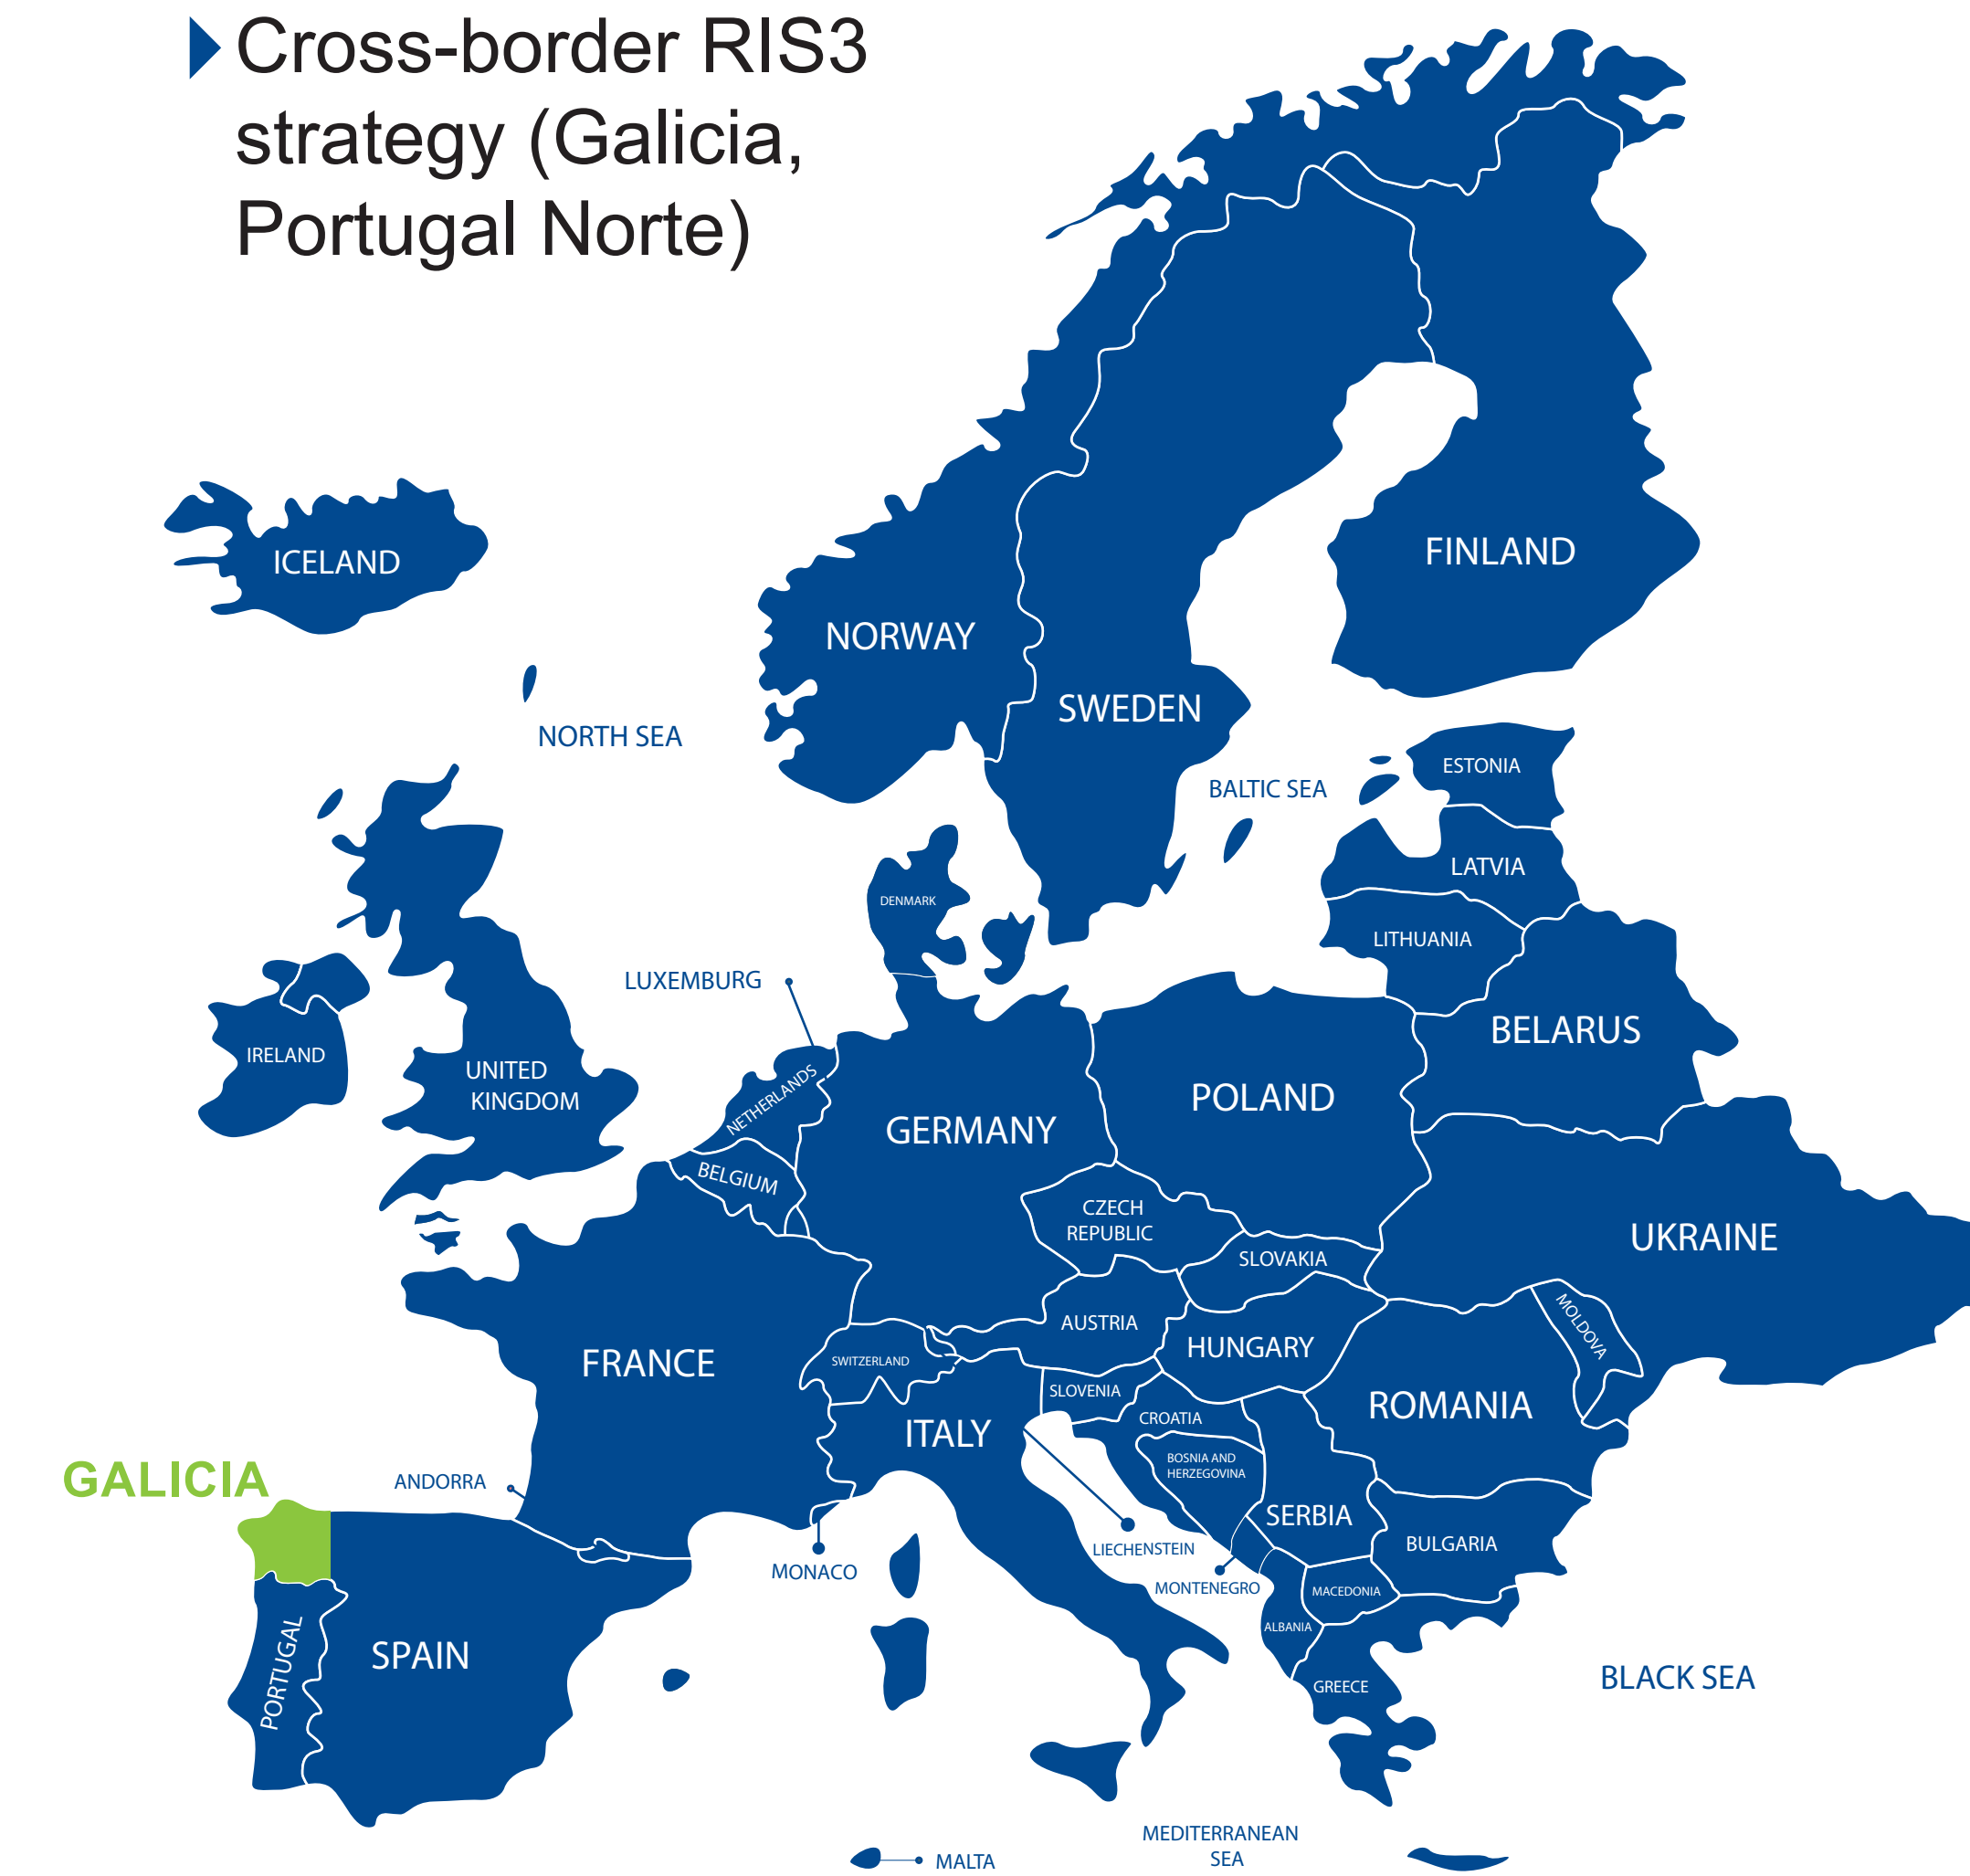 Cross-border RIS3
strategy (Galicia,
Portugal Norte)
ICELAND
FINLAND
NORWAY
SWEDEN
NORTH SEA
ESTONIA
BALTIC SEA
LATVIA
DENMARK
LITHUANIA
LUXEMBURG
BELARUS
IRELAND
UNITED
KINGDOM
NETHERLANDS
POLAND
GERMANY
BELGIUM
CZECH
REPUBLIC
UKRAINE
SLOVAKIA
AUSTRIA
MOLDOVA
HUNGARY
FRANCE
SWITZERLAND
SLOVENIA
ROMANIA
CROATIA
ITALY
BOSNIA AND
HERZEGOVINA
GALICIA
ANDORRA
SERBIA
BULGARIA
LIECHENSTEIN
MONACO
MONTENEGRO
MACEDONIA
ALBANIA
PORTUGAL
SPAIN
GREECE
BLACK SEA
MEDITERRANEAN
SEA
MALTA